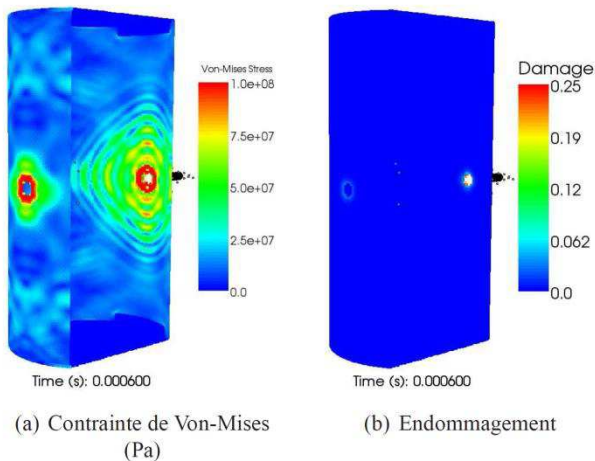 Von-Mises Stress
1.0e+08
7.5e+07
5.0e+07
2.5e+07
0.0
Time (s): 0.000600
(a) Contrainte de Von-Mises
(Pa)
Damage
0.25
0.19
0.12
0.062
0.0
Time (s): 0.000600
(b) Endommagement